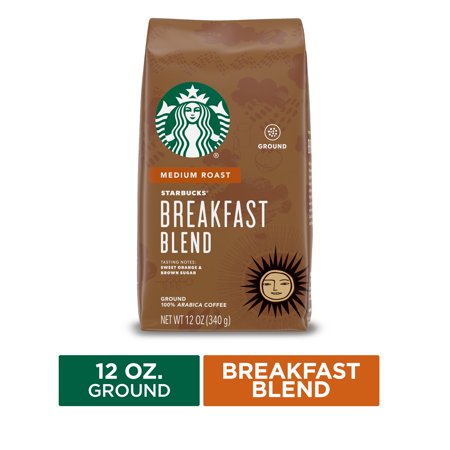 GROUND
MEDIUM ROAST
STARBUCKS®
BREAKFAST
BLEND
TASTING NOTES:
SWEET ORANGE &
BROWN SUGAR
GROUND
100% ARABICA COFFEE
NET WT 12 OZ (340 g)
12 OZ.
GROUND
BREAKFAST
BLEND